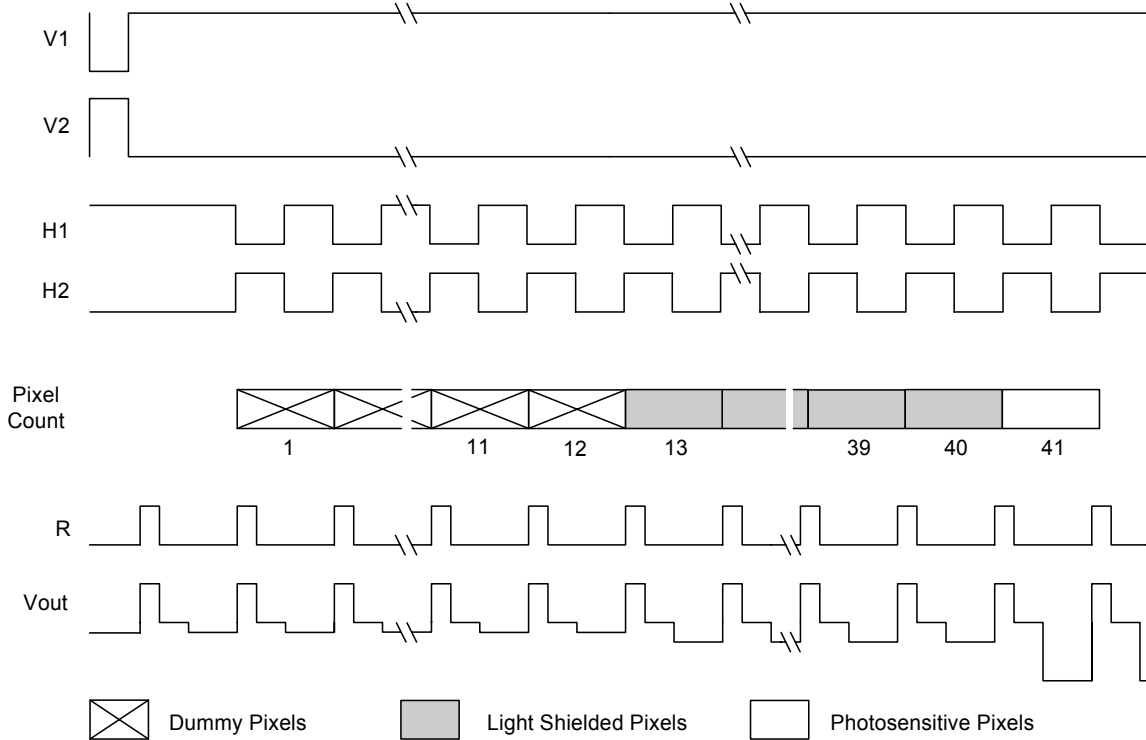 V1
V2
H1
H2
Pixel
Count
1 11 12 13 39 40 41
R
Vout
Dummy Pixels Light Shielded Pixels Photosensitive Pixels